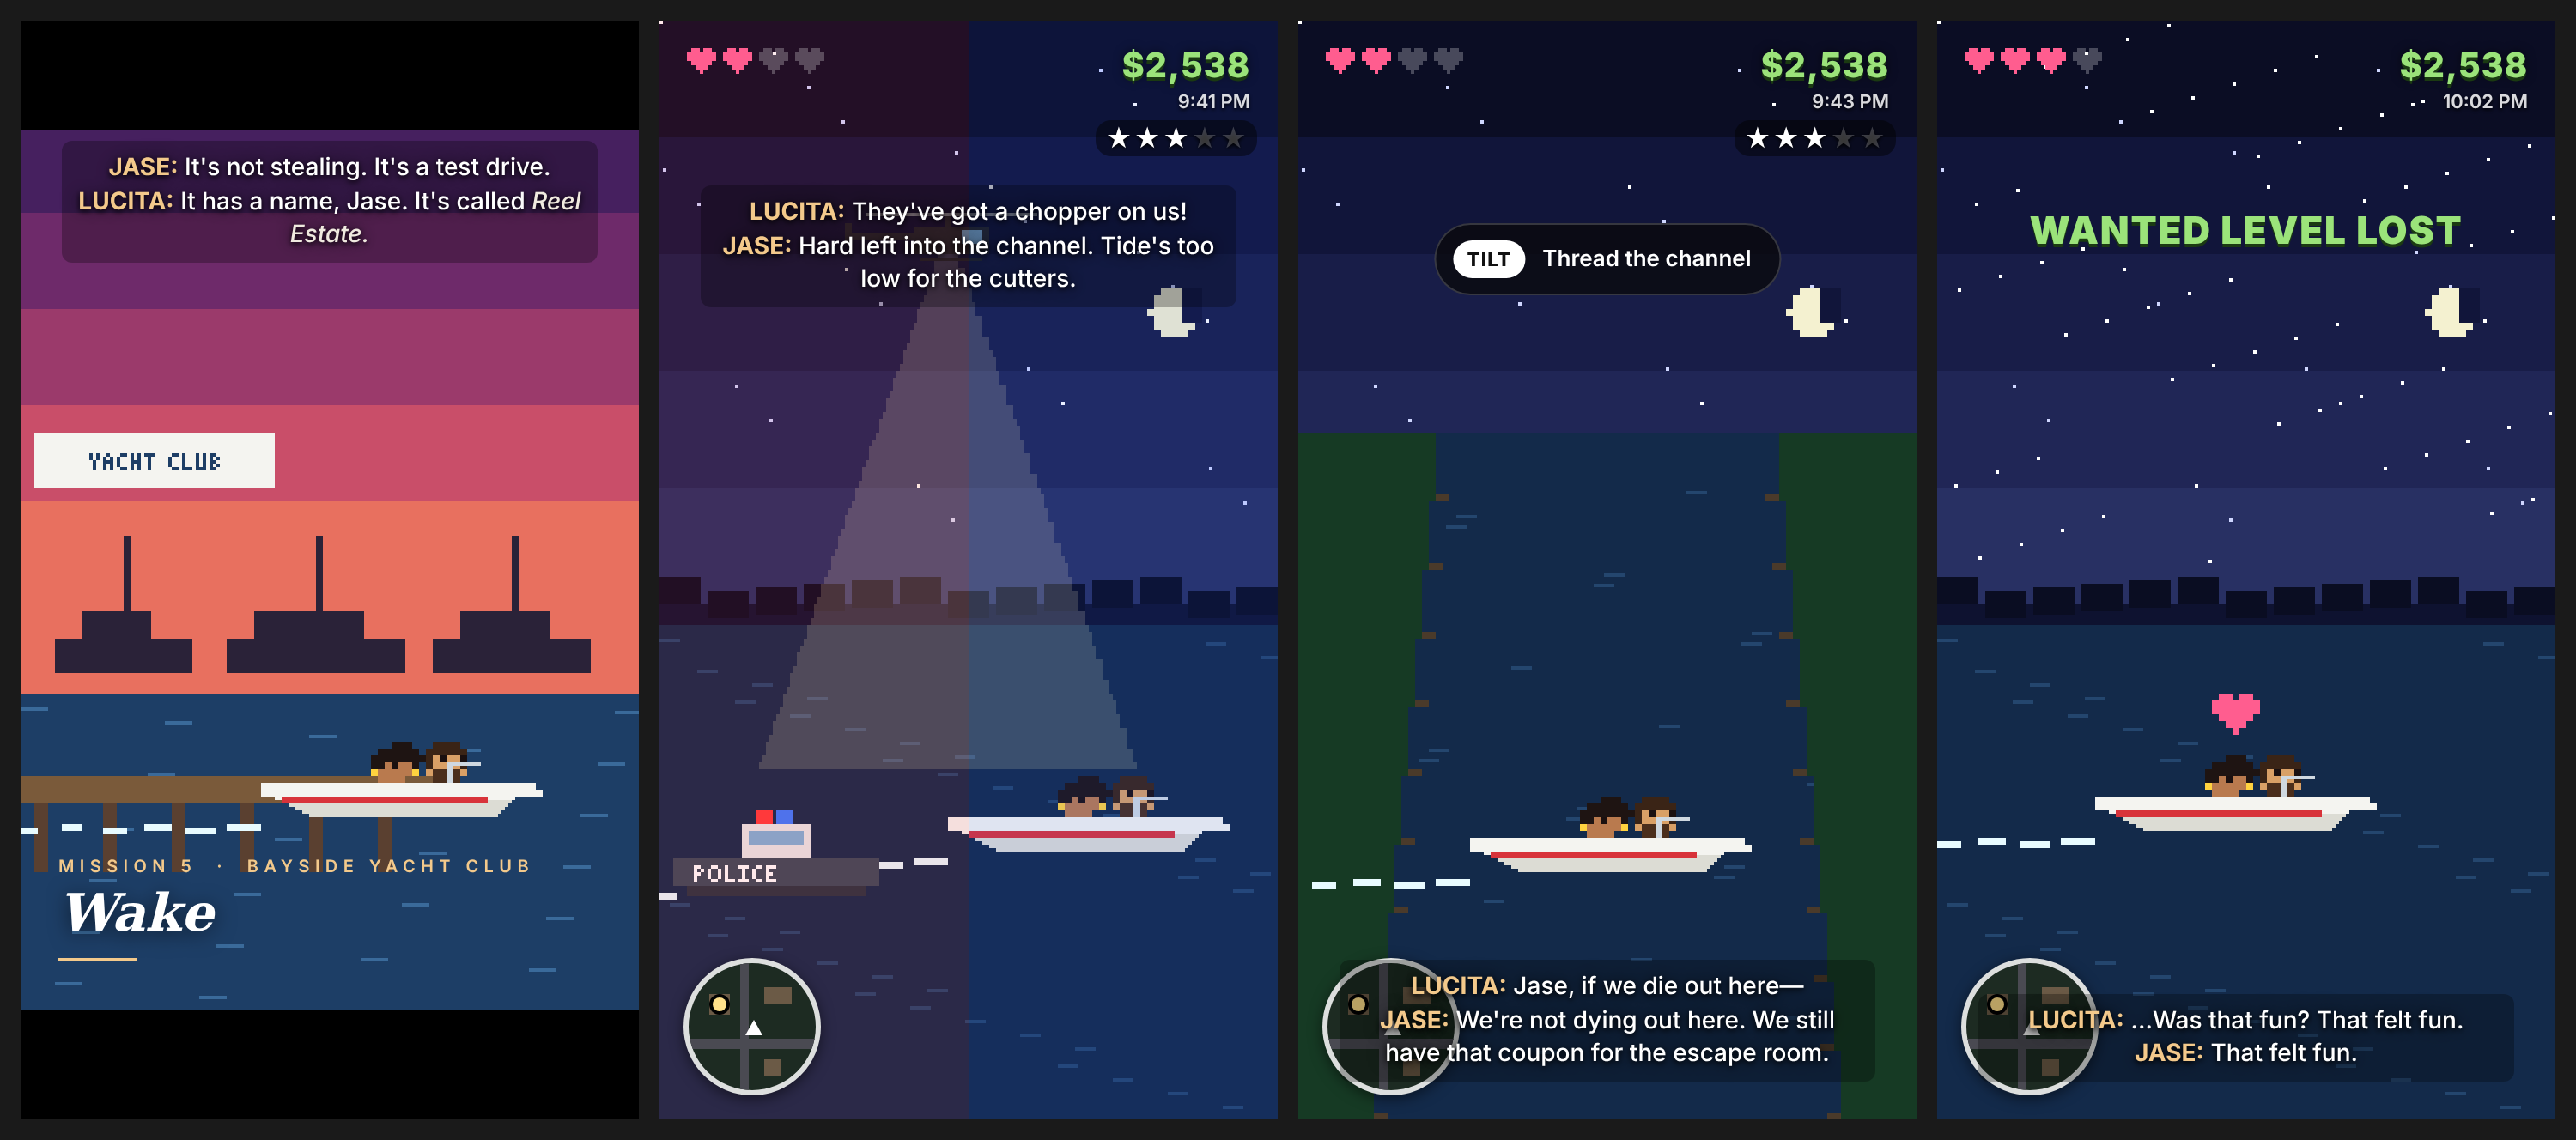 JASE: It's not stealing. It's a test drive.
LUCITA: It has a name, Jase. It's called Reel
Estate.
YACHT CLUB
MISSION 5 · BAYSIDE YACHT CLUB
Wake
$2,538
9:41 PM
LUCITA: They've got a chopper on us!
JASE: Hard left into the channel. Tide's too
low for the cutters.
POLICE
$2,538
9:43 PM
TILT Thread the channel
LUCITA: Jase, if we die out here—
JASE: We're not dying out here. We still
have that coupon for the escape room.
$2,538
10:02 PM
WANTED LEVEL LOST
LUCITA: ...Was that fun? That felt fun.
JASE: That felt fun.